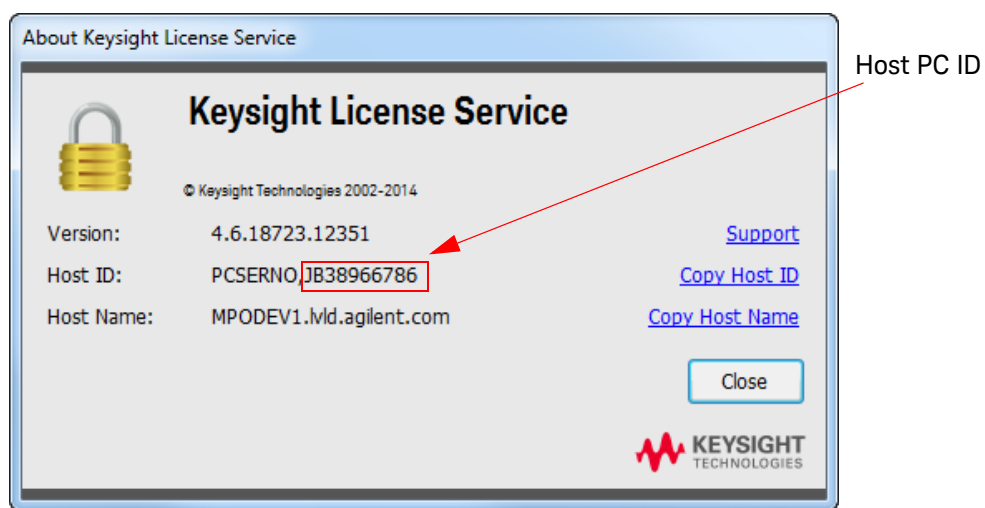 About Keysight License Service
Host PC ID
Keysight License Service
© Keysight Technologies 2002-2014
Version: 4.6.18723.12351 Support
Host ID: PCSERNO,JB38966786 Copy Host ID
Host Name: MPODEV1.lvld.agilent.com Copy Host Name
Close
KEYSIGHT
TECHNOLOGIES